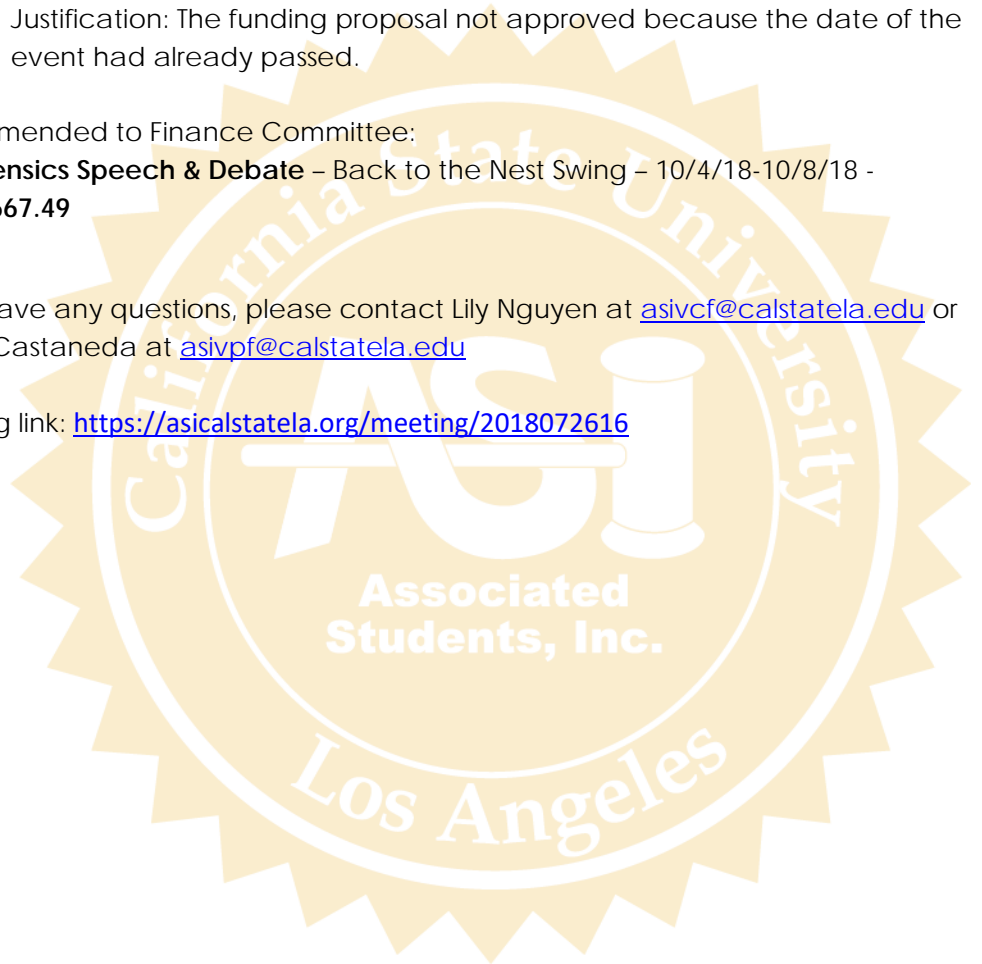 Justification: The funding proposal not approved because the date of the
event had already passed.
mended to Finance Committee:
ensics Speech & Debate – Back to the Nest Swing – 10/4/18-10/8/18 -
67.49
ave any questions, please contact Lily Nguyen at asivcf@calstatela.edu or
Castaneda at asivpf@calstatela.edu
g link: https://asicalstatela.org/meeting/2018072616
California State University
ASI
Associated
Students, Inc.
Los Angeles